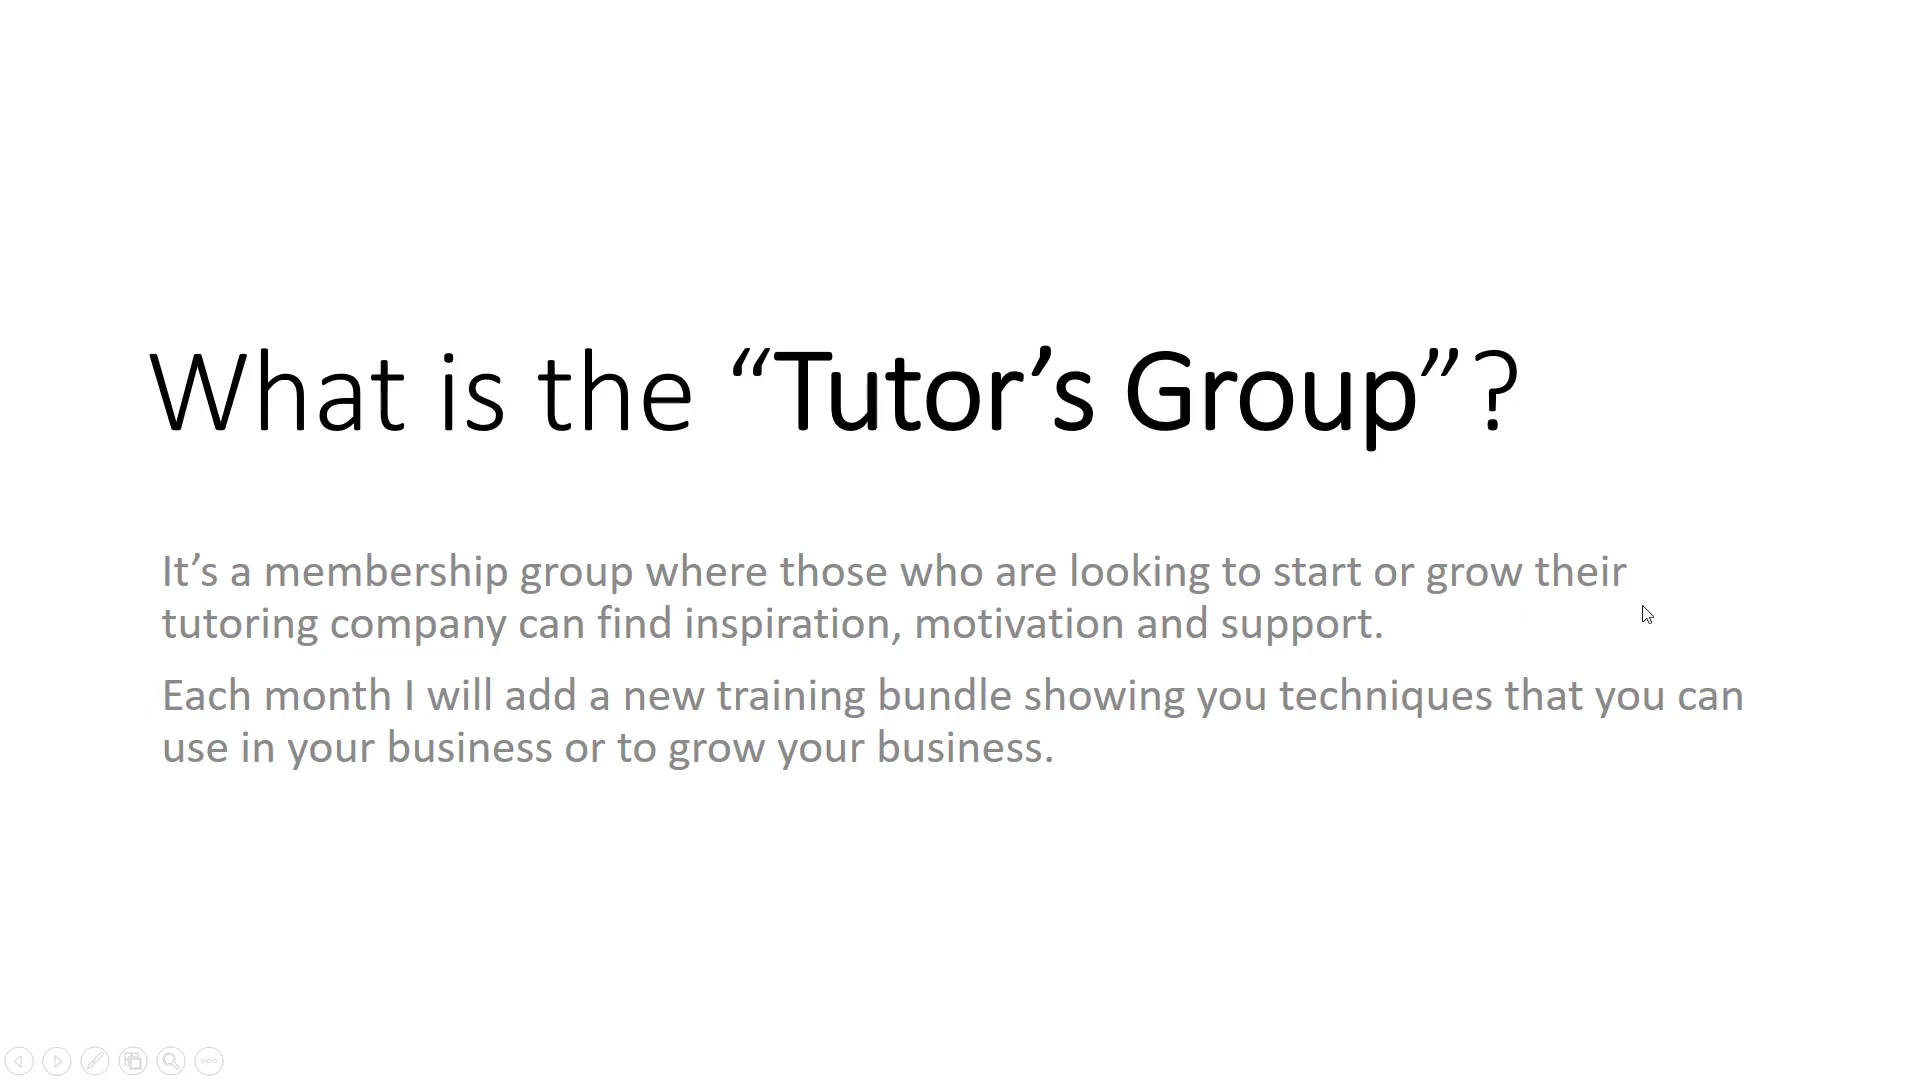 What is the “Tutor’s Group”?
It’s a membership group where those who are looking to start or grow their
tutoring company can find inspiration, motivation and support.
Each month I will add a new training bundle showing you techniques that you can
use in your business or to grow your business.